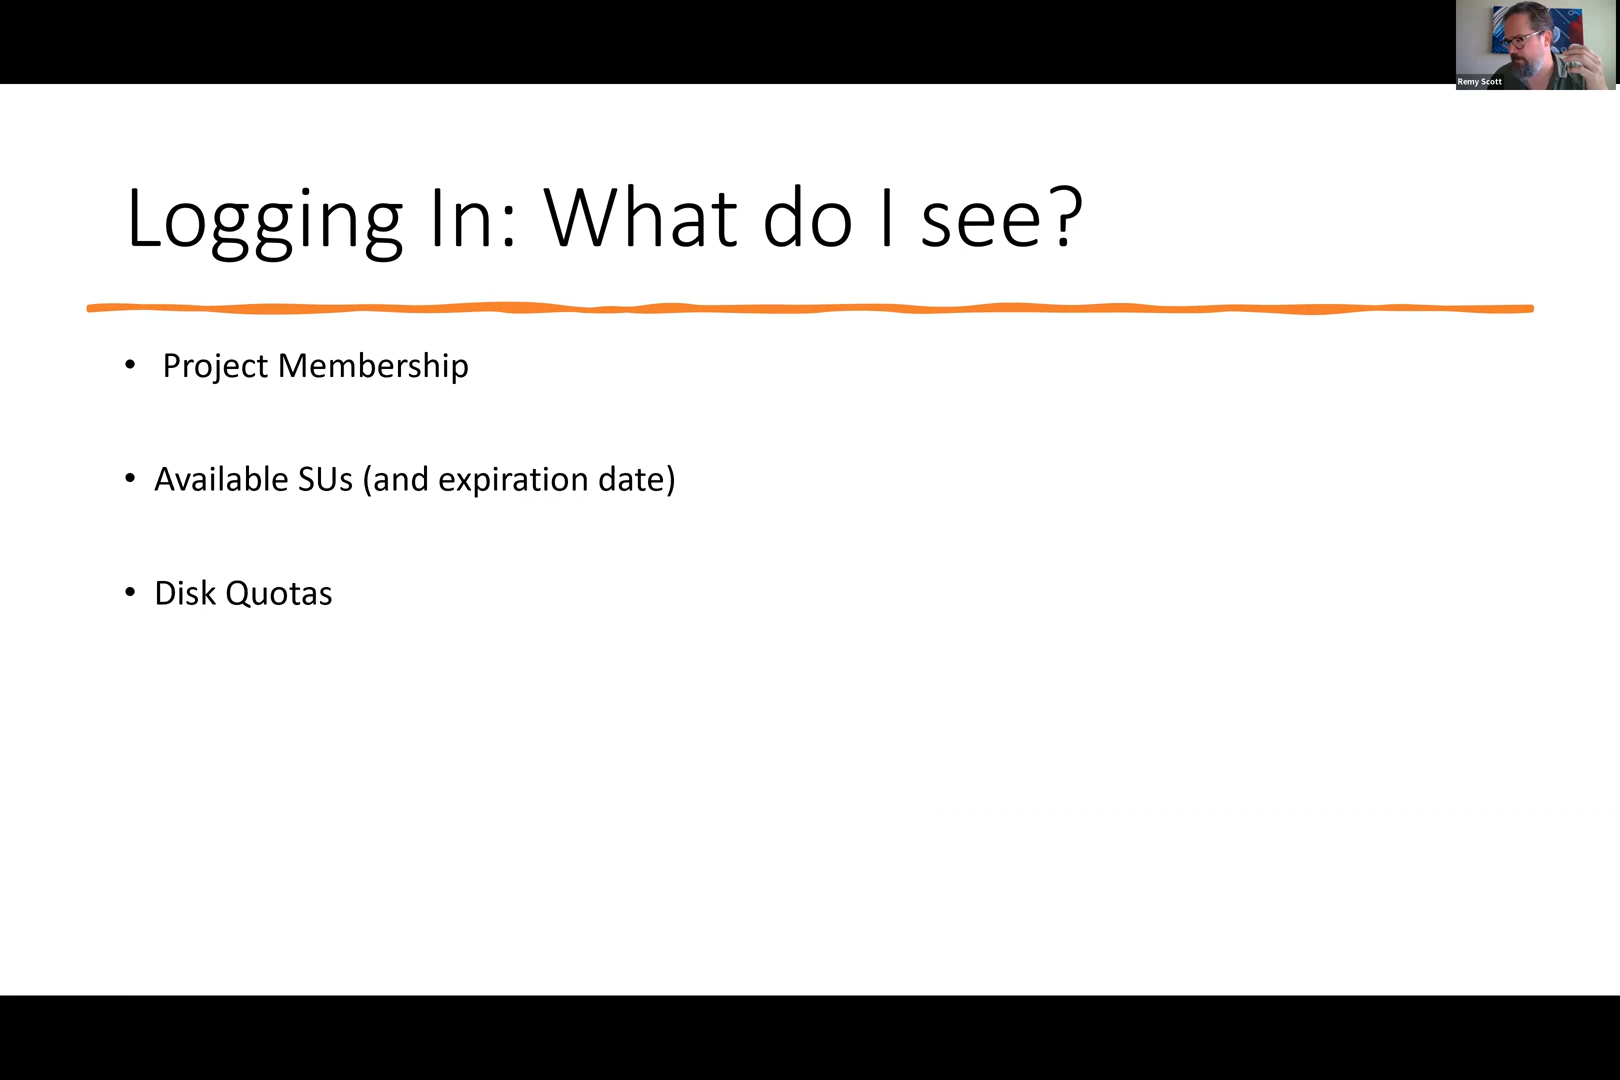 Remy Scott
Logging In: What do I see?
• Project Membership
• Available SUs (and expiration date)
• Disk Quotas